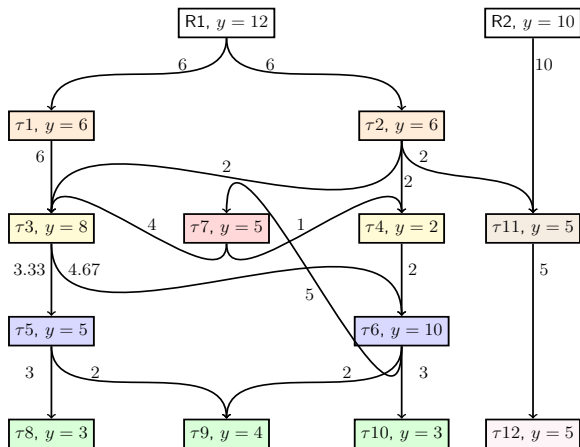 R1, y = 12
R2, y = 10
6
6
10
τ1, y = 6
τ2, y = 6
6
2
2
2
τ3, y = 8
4
τ7, y = 5
1
τ4, y = 2
τ11, y = 5
3.33
4.67
5
2
5
τ5, y = 5
τ6, y = 10
3
2
2
3
τ8, y = 3
τ9, y = 4
τ10, y = 3
τ12, y = 5